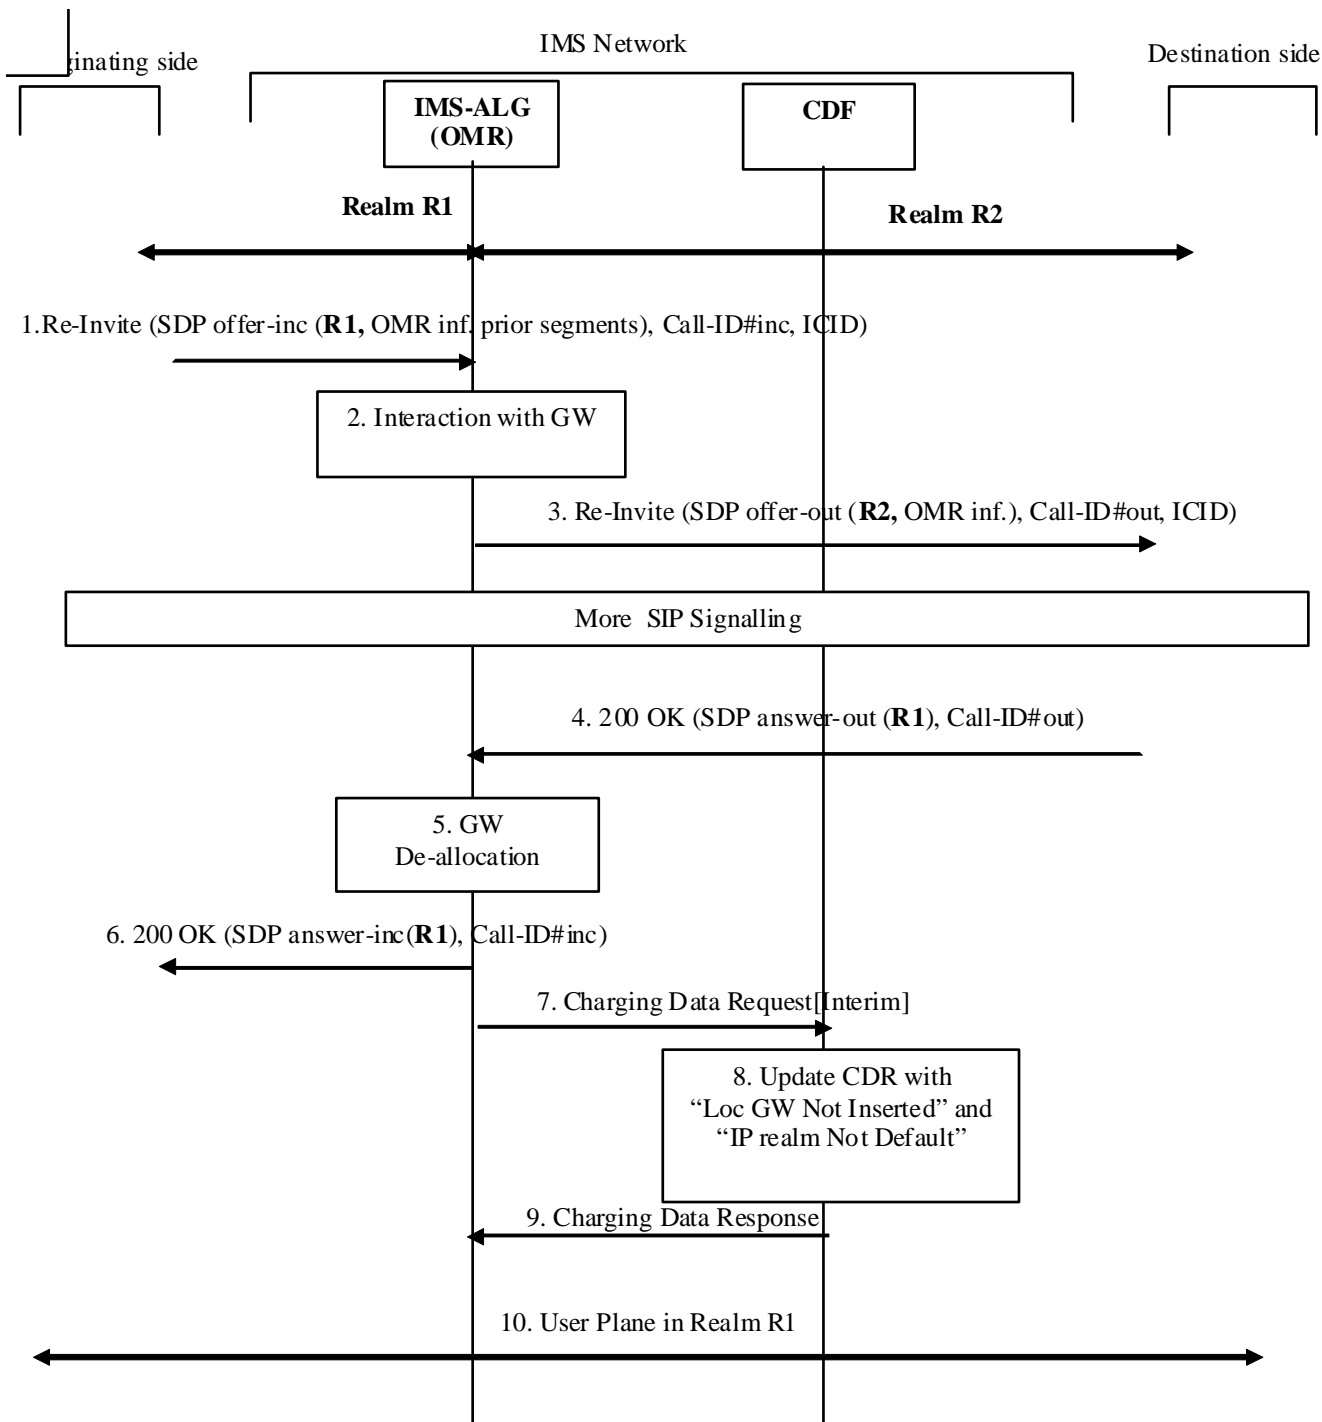 IMS Network
Destination side
ginating side
IMS-ALG
(OMR)
CDF
Realm R1
Realm R2
1.Re-Invite (SDP offer-inc (R1, OMR inf. prior segments), Call-ID#inc, ICID)
2. Interaction with GW
3. Re-Invite (SDP offer-out (R2, OMR inf.), Call-ID#out, ICID)
More SIP Signalling
4. 200 OK (SDP answer-out (R1), Call-ID#out)
5. GW
De-allocation
6. 200 OK (SDP answer-inc(R1), Call-ID#inc)
7. Charging Data Request[Interim]
8. Update CDR with
“Loc GW Not Inserted” and
“IP realm Not Default”
9. Charging Data Response
10. User Plane in Realm R1